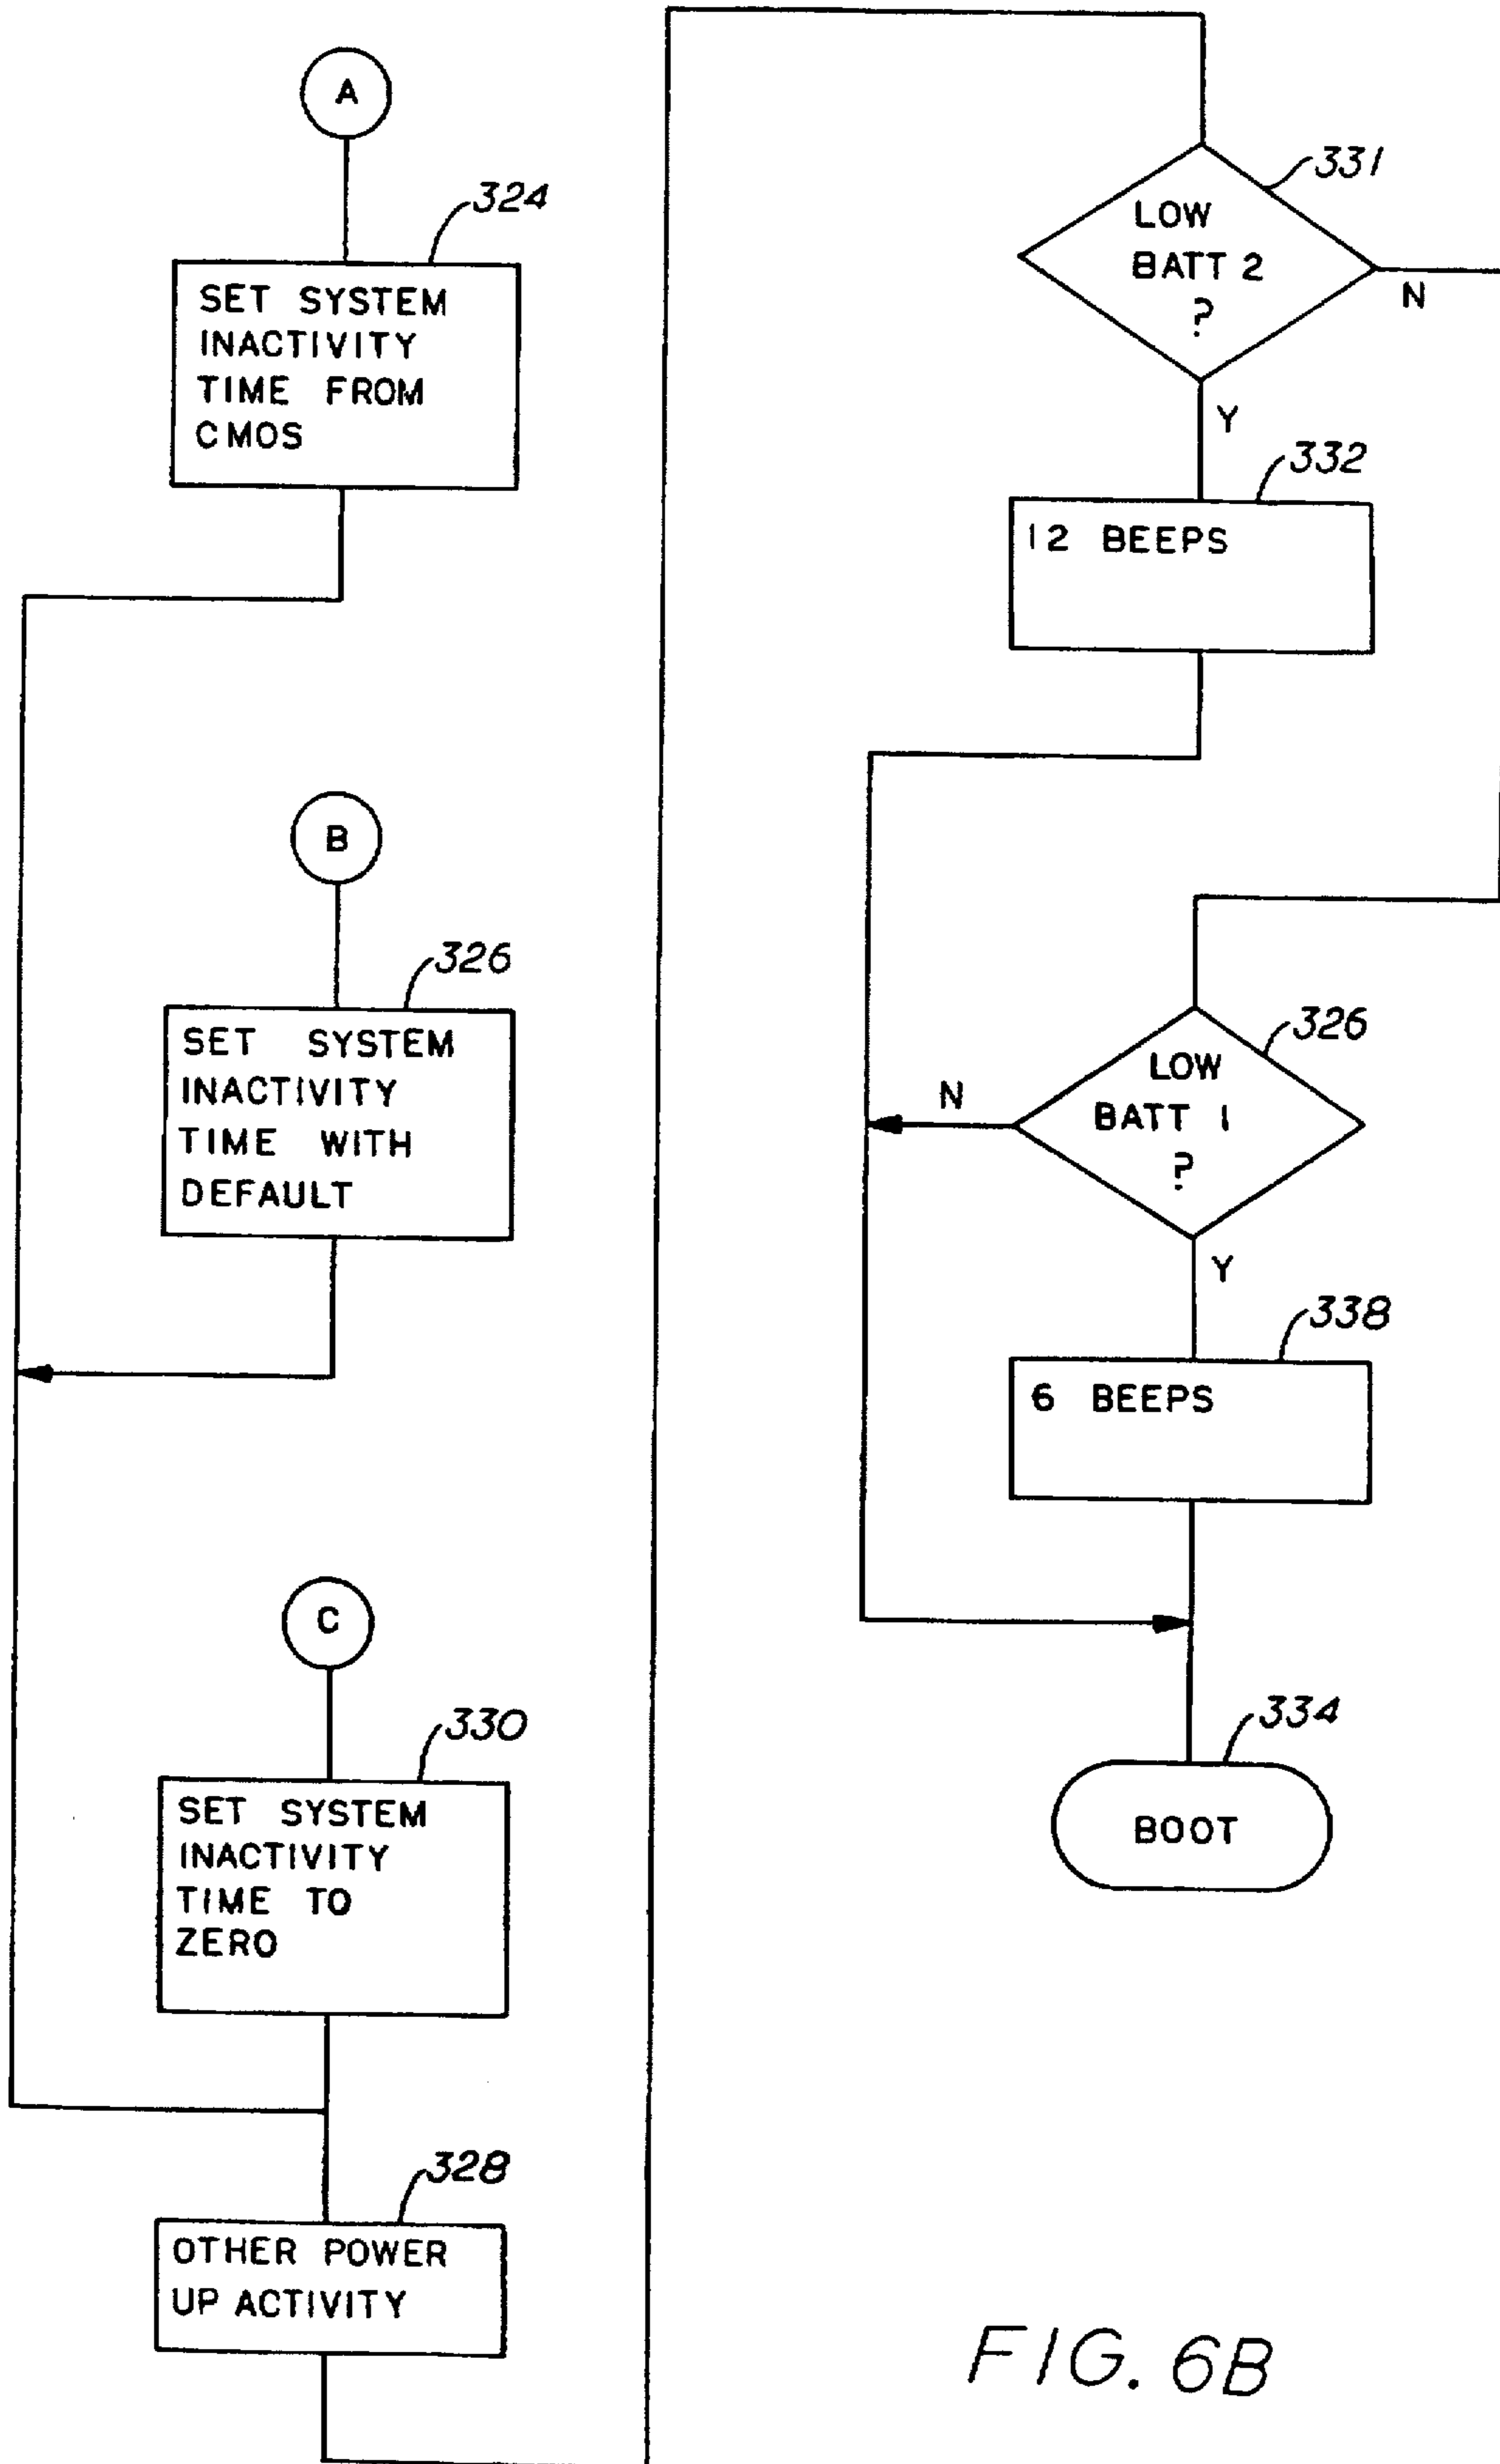 A
324
SET SYSTEM
INACTIVITY
TIME FROM
CMOS
B
326
SET SYSTEM
INACTIVITY
TIME WITH
DEFAULT
C
330
SET SYSTEM
INACTIVITY
TIME TO
ZERO
328
OTHER POWER
UP ACTIVITY
331
LOW
BATT 2
?
N
Y
332
12 BEEPS
326
LOW
BATT 1
?
N
Y
338
6 BEEPS
334
BOOT
FIG. 6B